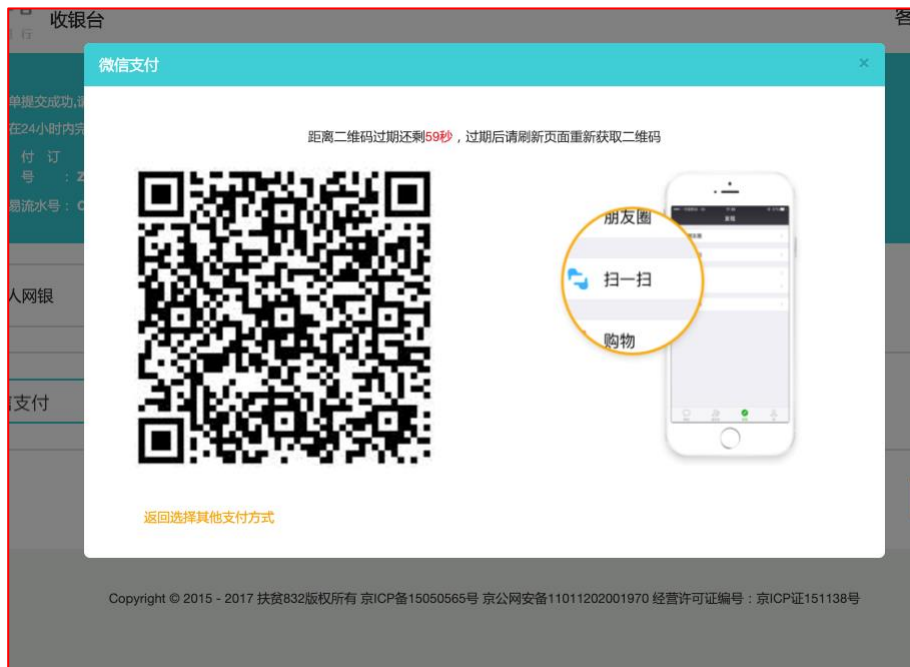 行
收银台
客
微信支付
×
单提交成功,请
在24小时内完
付 订
号 : Z
易流水号: C
距离二维码过期还剩59秒，过期后请刷新页面重新获取二维码
朋友圈
扫一扫
购物
发现
人网银
信支付
返回选择其他支付方式
Copyright © 2015 - 2017 扶贫832版权所有 京ICP备15050565号 京公网安备11011202001970 经营许可证编号：京ICP证151138号